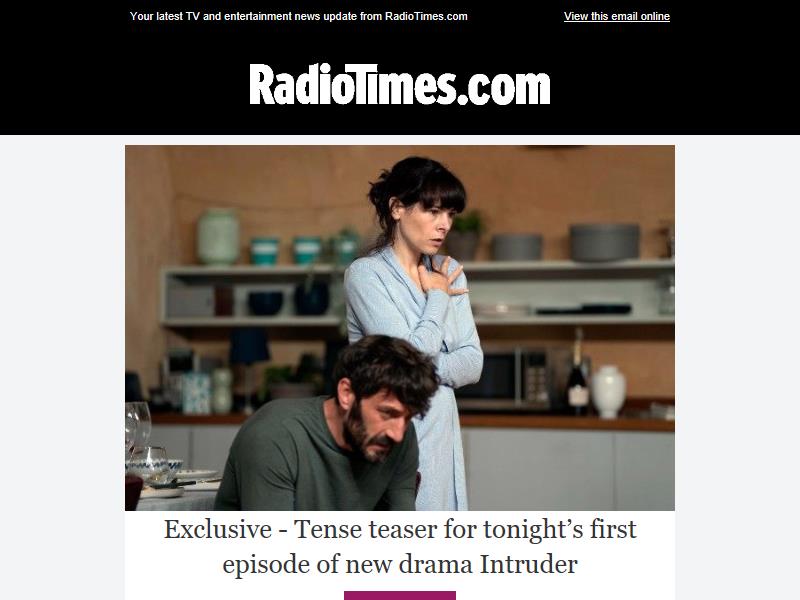 Your latest TV and entertainment news update from RadioTimes.com
View this email online
RadioTimes.com
Exclusive - Tense teaser for tonight’s first
episode of new drama Intruder